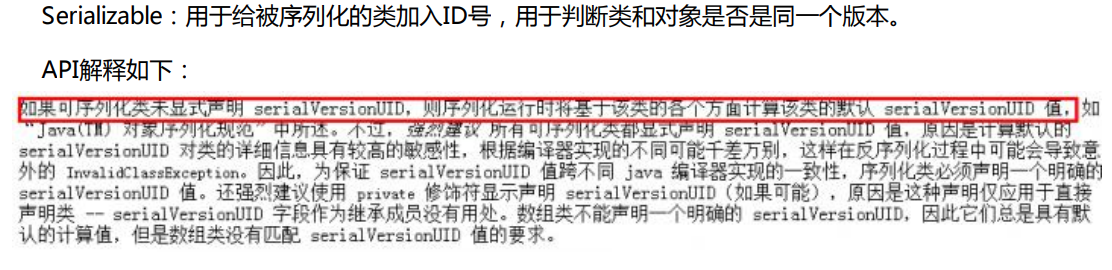 Serializable：用于给被序列化的类加入ID号，用于判断类和对象是否是同一个版本。
API解释如下：
如果可序列化类未显式声明 serialVersionUID，则序列化运行时将基于该类的各个方面计算该类的默认 serialVersionUID 值，如
“Java(TM) 对象序列化规范”中所述。不过，强烈建议 所有可序列化类都显式声明 serialVersionUID 值，原因是计算默认的
serialVersionUID 对类的详细信息具有较高的敏感性，根据编译器实现的不同可能千差万别，这样在反序列化过程中可能会导致意
外的 InvalidClassException。因此，为保证 serialVersionUID 值跨不同 java 编译器实现的一致性，序列化类必须声明一个明确的
serialVersionUID 值。还强烈建议使用 private 修饰符显示声明 serialVersionUID（如果可能），原因是这种声明仅应用于直接
声明类 -- serialVersionUID 字段作为继承成员没有用处。数组类不能声明一个明确的 serialVersionUID，因此它们总是具有默
认的计算值，但是数组类没有匹配 serialVersionUID 值的要求。